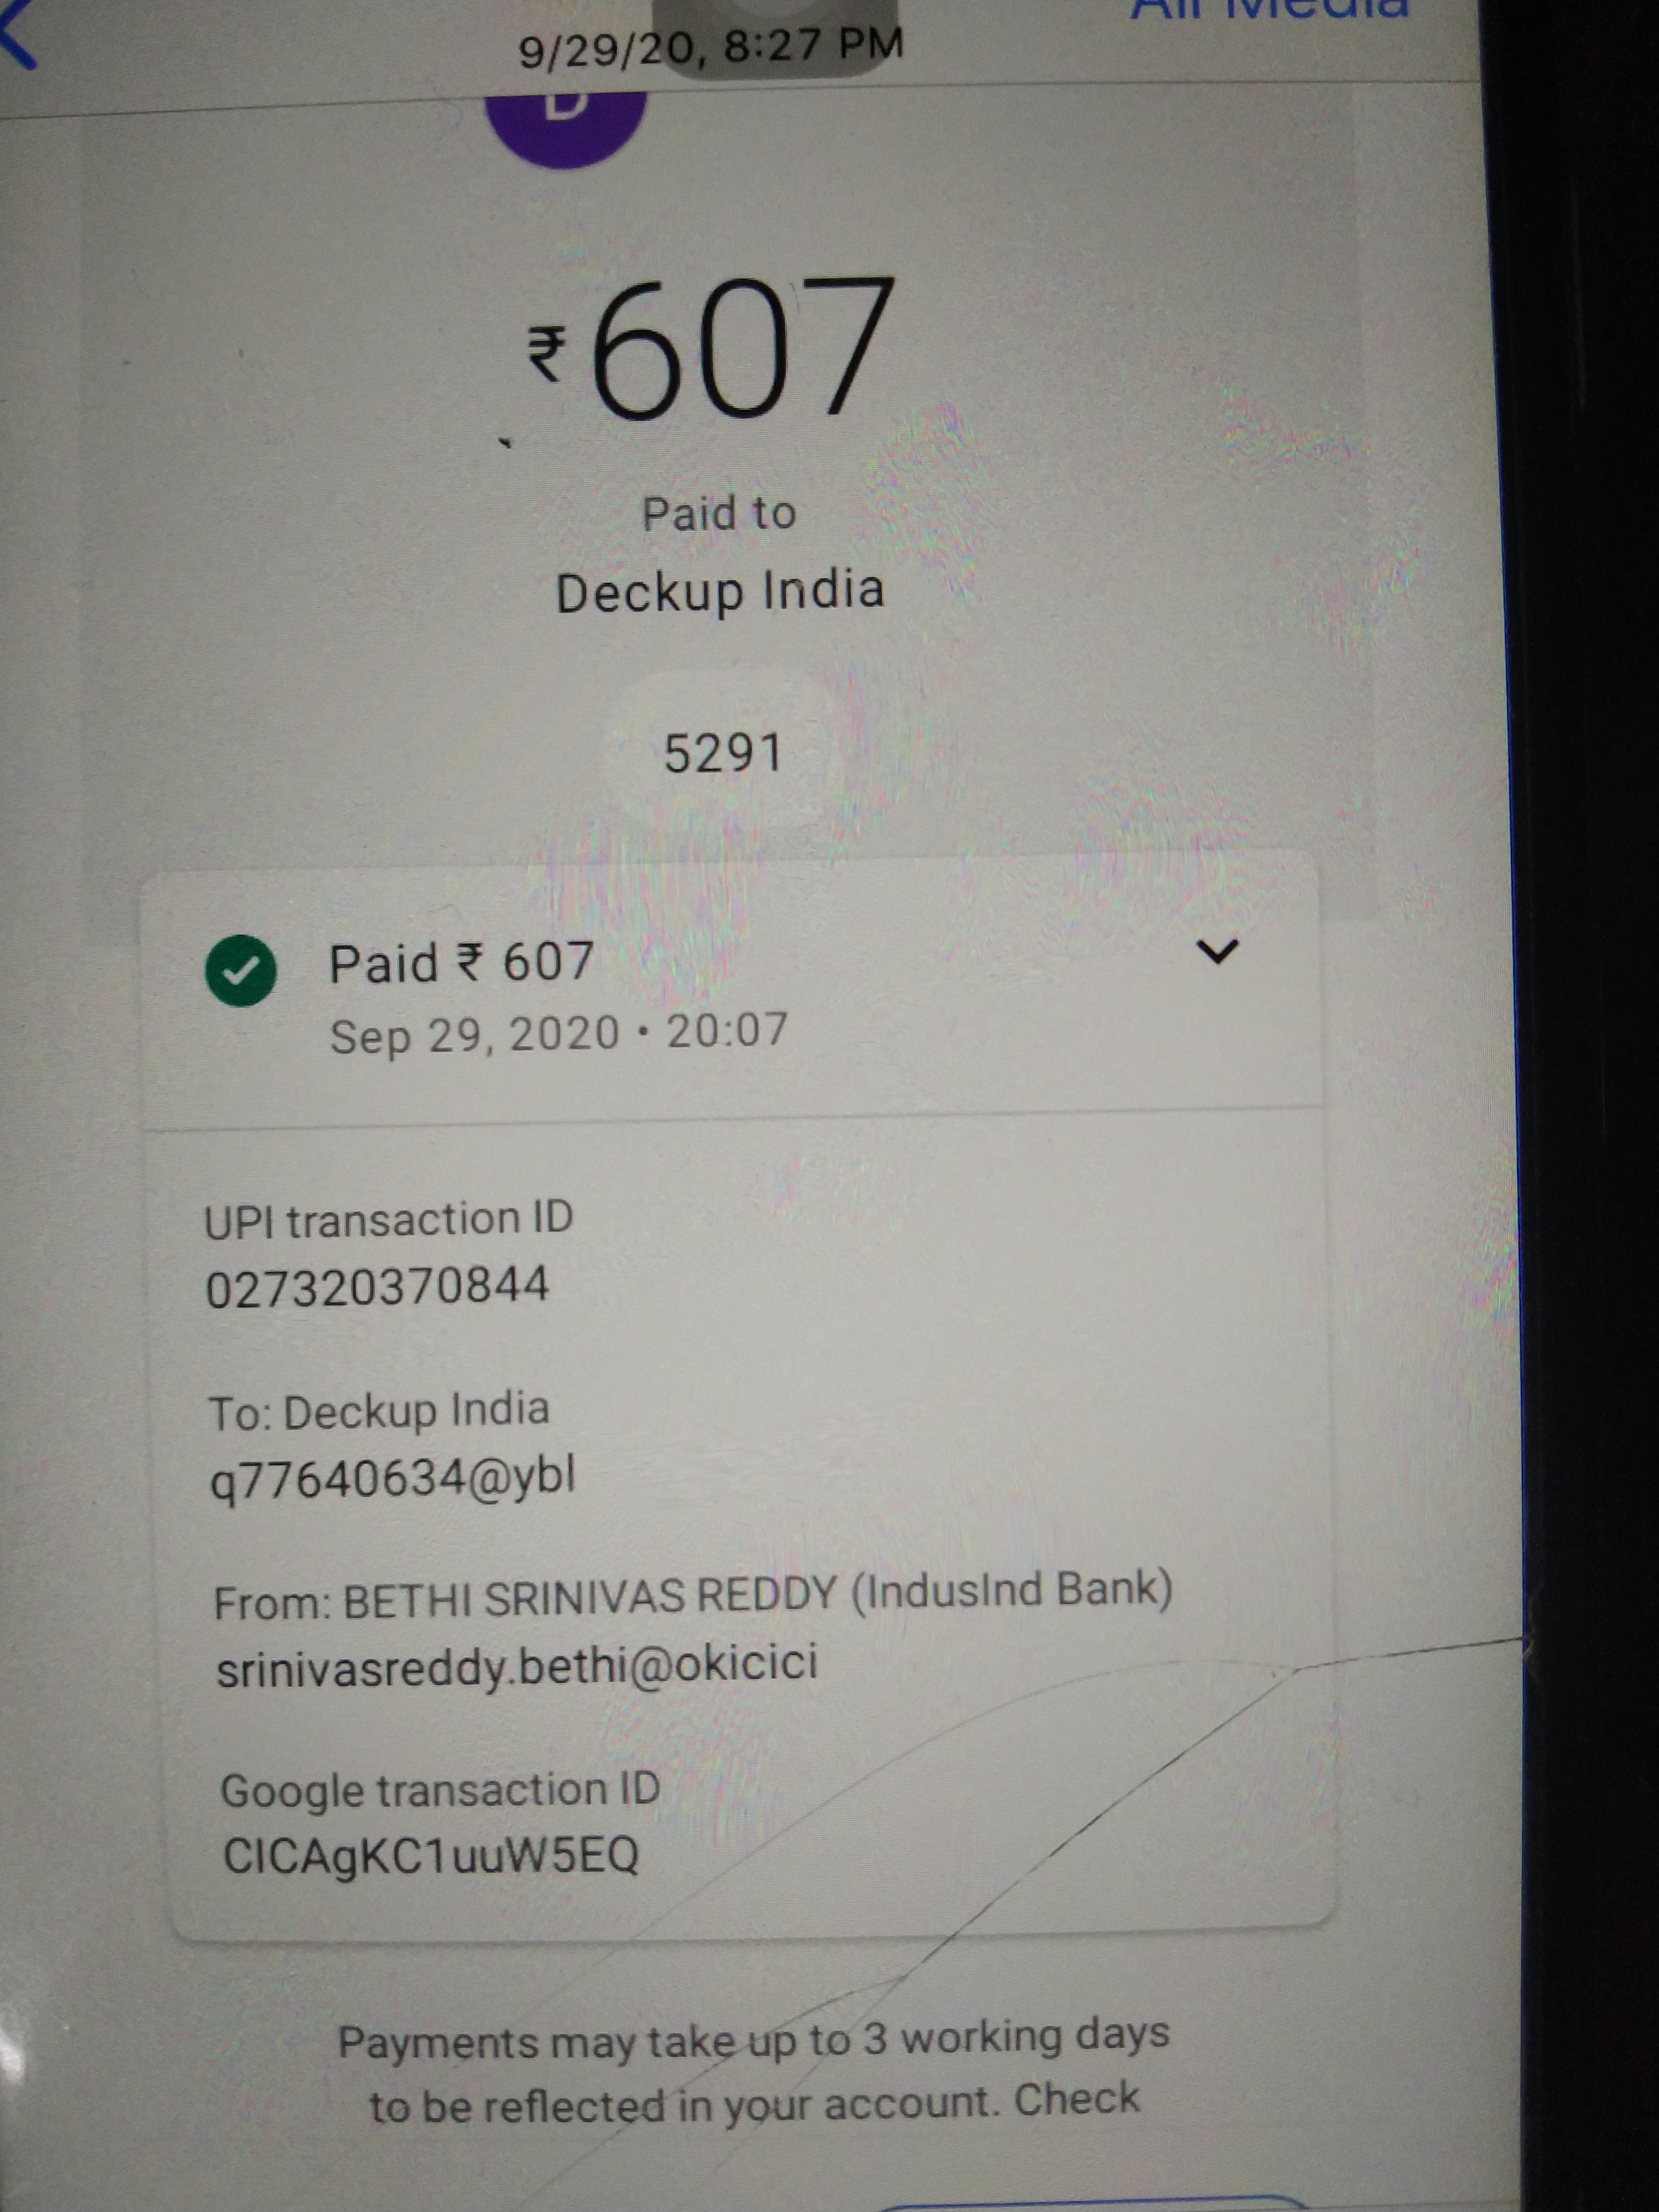 All Media
9/29/20, 8:27 PM
D
₹607
Paid to
Deckup India
5291
Paid ₹ 607
Sep 29, 2020 • 20:07
UPI transaction ID
027320370844
To: Deckup India
q77640634@ybl
From: BETHI SRINIVAS REDDY (IndusInd Bank)
srinivasreddy.bethi@okicici
Google transaction ID
CICAgKC1uuW5EQ
Payments may take up to 3 working days
to be reflected in your account. Check